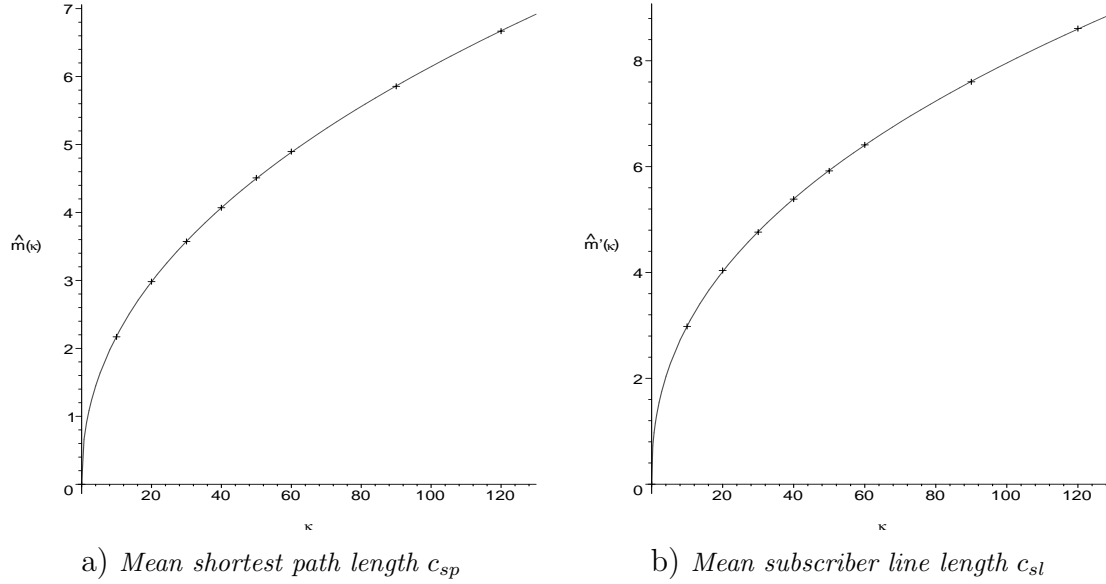 7
6
5
4
m̂(κ)
3
2
1
0
20 40 60 80 100 120
κ
a) Mean shortest path length c_sp
8
6
m̂'(κ)
4
2
0
20 40 60 80 100 120
κ
b) Mean subscriber line length c_sl